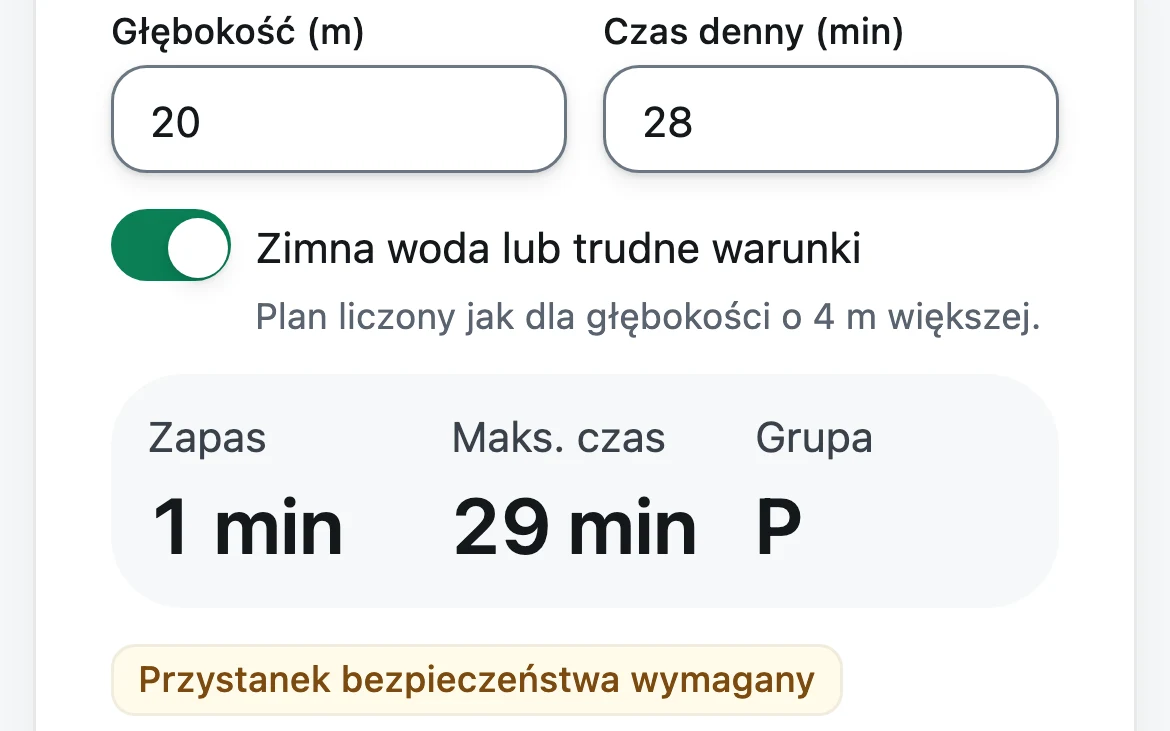 Głębokość (m)
Czas denny (min)
20
28
Zimna woda lub trudne warunki
Plan liczony jak dla głębokości o 4 m większej.
Zapas
Maks. czas
Grupa
1 min
29 min
P
Przystanek bezpieczeństwa wymagany